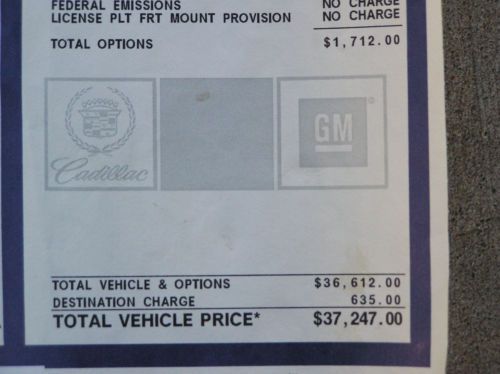 FEDERAL EMISSIONS NO CHARGE
LICENSE PLT FRT MOUNT PROVISION NO CHARGE
TOTAL OPTIONS $1,712.00
Cadillac GM
TOTAL VEHICLE & OPTIONS $36,612.00
DESTINATION CHARGE 635.00
TOTAL VEHICLE PRICE* $37,247.00